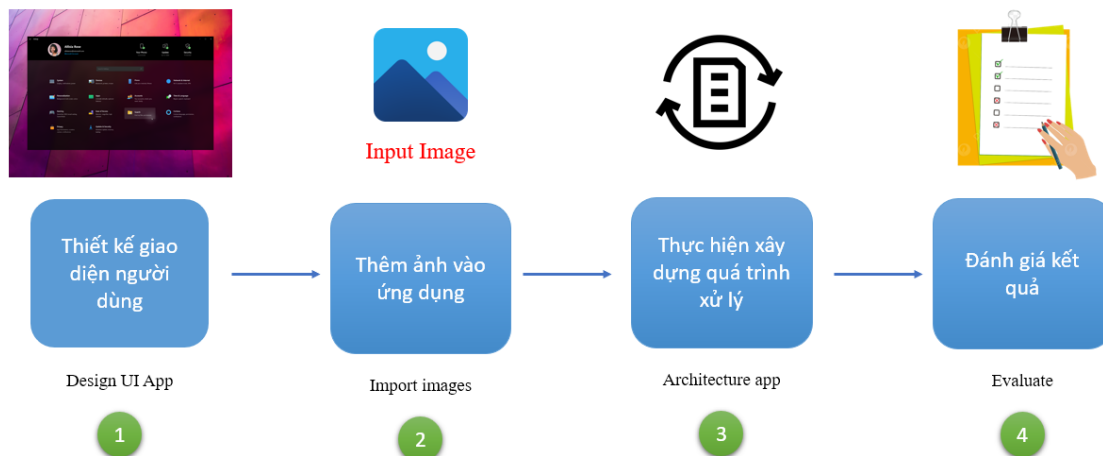 Input Image
Thiết kế giao
diện người
dùng
Thêm ảnh vào
ứng dụng
Thực hiện xây
dựng quá trình
xử lý
Đánh giá kết
quả
Design UI App
Import images
Architecture app
Evaluate
1
2
3
4